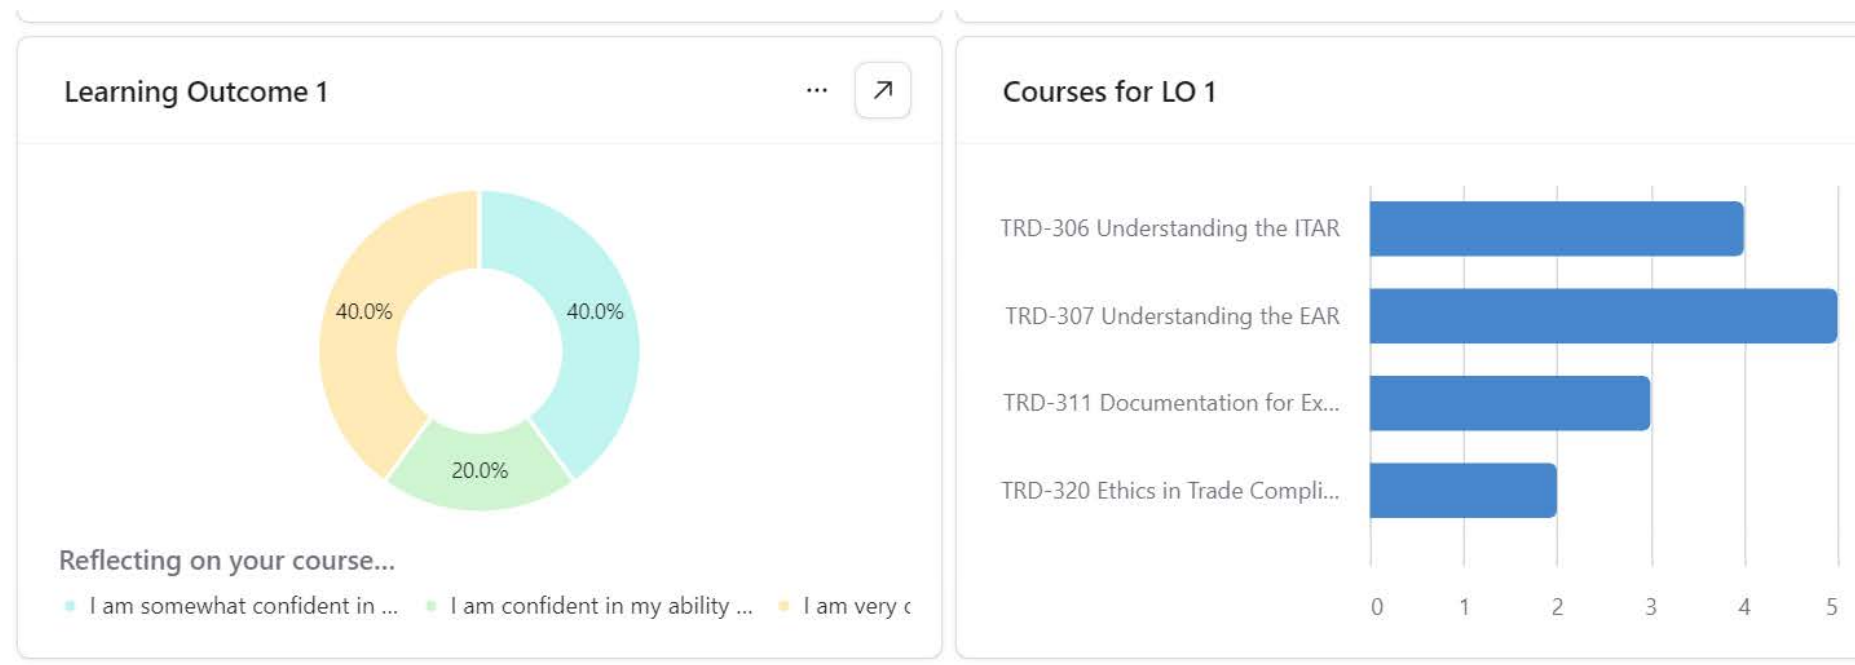 Learning Outcome 1
40.0%
40.0%
20.0%
Reflecting on your course...
I am somewhat confident in ...
I am confident in my ability ...
I am very
Courses for LO 1
TRD-306 Understanding the ITAR
TRD-307 Understanding the EAR
TRD-311 Documentation for Ex...
TRD-320 Ethics in Trade Compli...
0 1 2 3 4 5